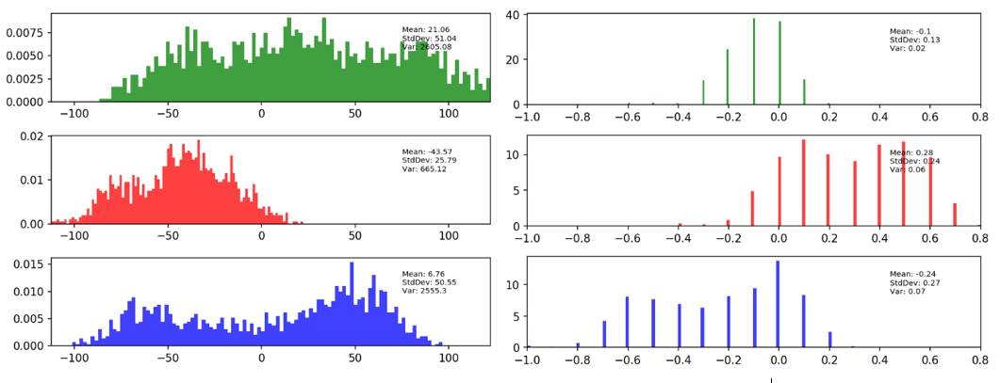 0.0075
0.0050
0.0025
0.0000
Mean: 21.06
StdDev: 51.04
Var: 2605.08
−100 −50 0 50 100
40
20
0
Mean: -0.1
StdDev: 0.13
Var: 0.02
−1.0 −0.8 −0.6 −0.4 −0.2 0.0 0.2 0.4 0.6 0.8
0.02
0.01
0.00
Mean: -43.57
StdDev: 25.79
Var: 665.12
−100 −50 0 50 100
10
5
0
Mean: 0.28
StdDev: 0.24
Var: 0.06
−1.0 −0.8 −0.6 −0.4 −0.2 0.0 0.2 0.4 0.6 0.8
0.015
0.010
0.005
0.000
Mean: 6.76
StdDev: 50.55
Var: 2555.3
−100 −50 0 50 100
10
5
0
Mean: -0.24
StdDev: 0.27
Var: 0.07
−1.0 −0.8 −0.6 −0.4 −0.2 0.0 0.2 0.4 0.6 0.8